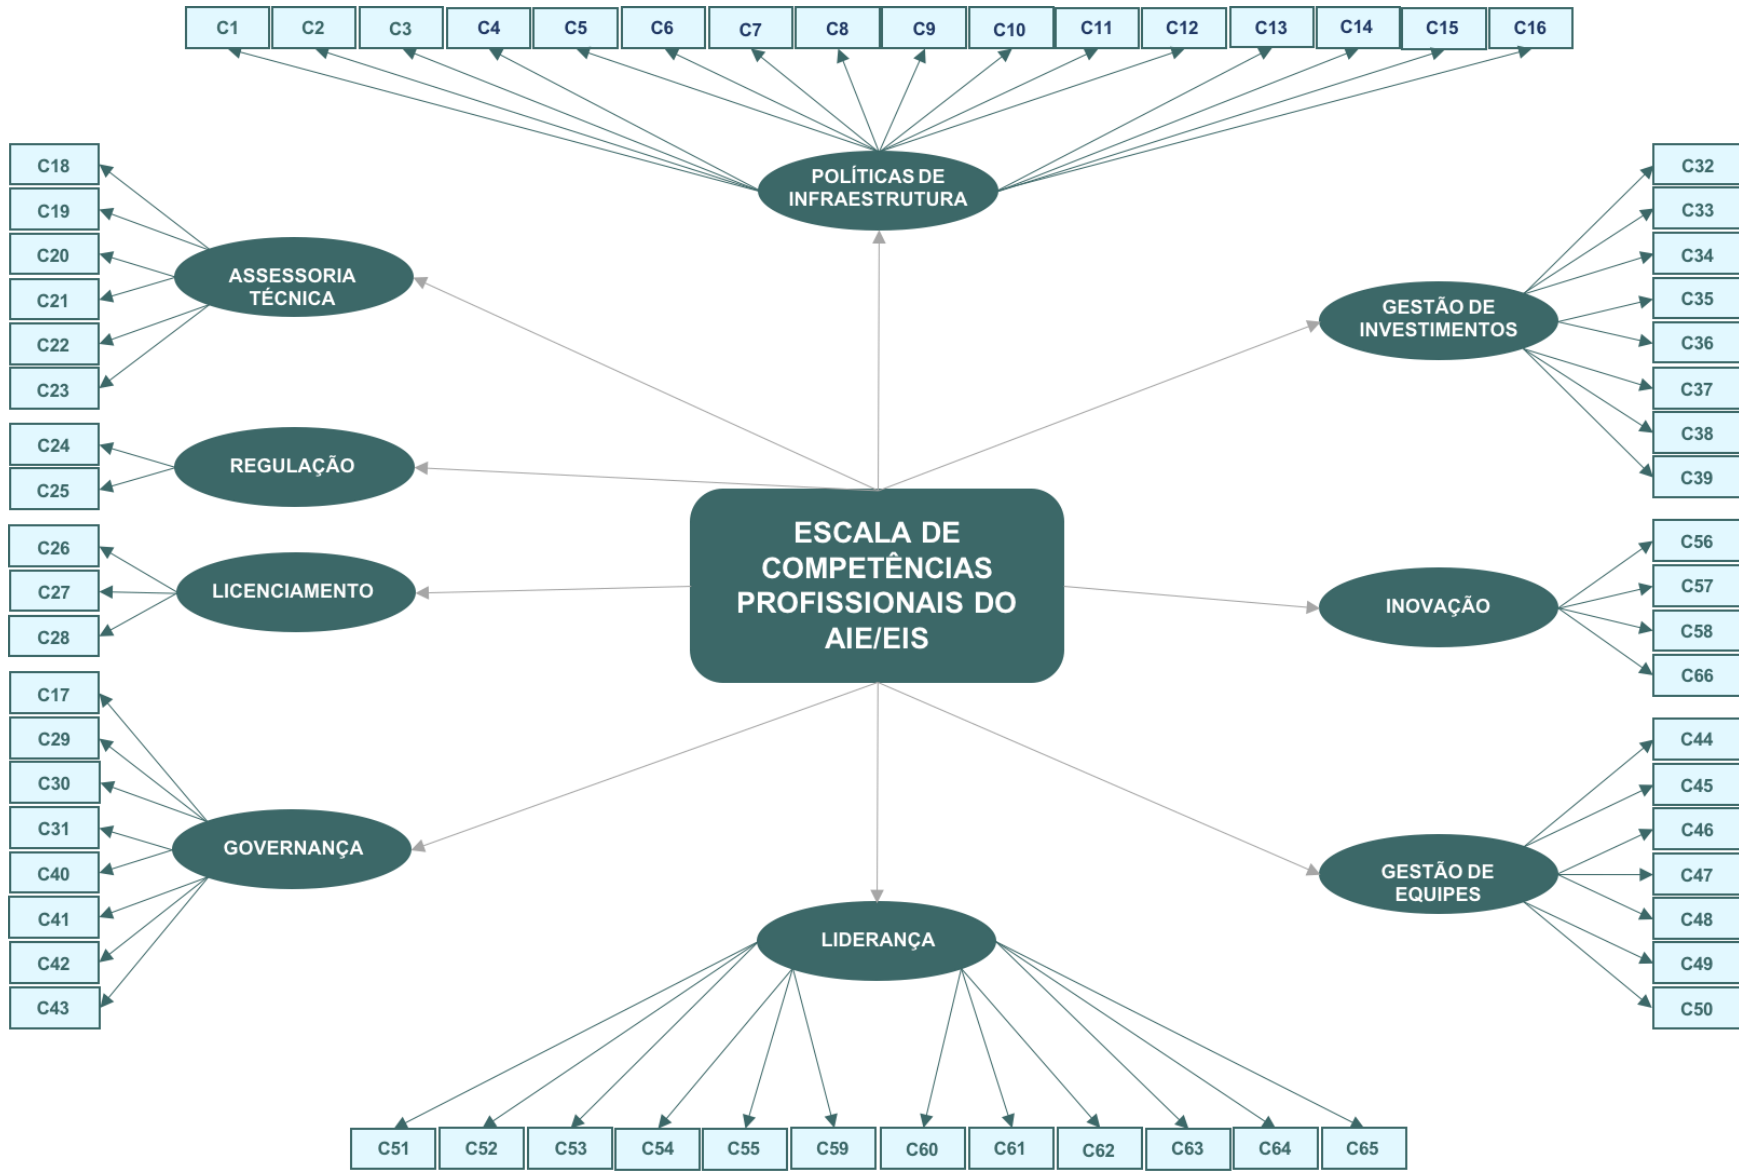 C1
C2
C3
C4
C5
C6
C7
C8
C9
C10
C11
C12
C13
C14
C15
C16
POLÍTICAS DE
INFRAESTRUTURA
C18
C19
C20
C21
C22
C23
ASSESSORIA
TÉCNICA
C24
C25
REGULAÇÃO
C26
C27
C28
LICENCIAMENTO
C17
C29
C30
C31
C40
C41
C42
C43
GOVERNANÇA
ESCALA DE
COMPETÊNCIAS
PROFISSIONAIS DO
AIE/EIS
GESTÃO DE
INVESTIMENTOS
C32
C33
C34
C35
C36
C37
C38
C39
INOVAÇÃO
C56
C57
C58
C66
GESTÃO DE
EQUIPES
C44
C45
C46
C47
C48
C49
C50
LIDERANÇA
C51
C52
C53
C54
C55
C59
C60
C61
C62
C63
C64
C65